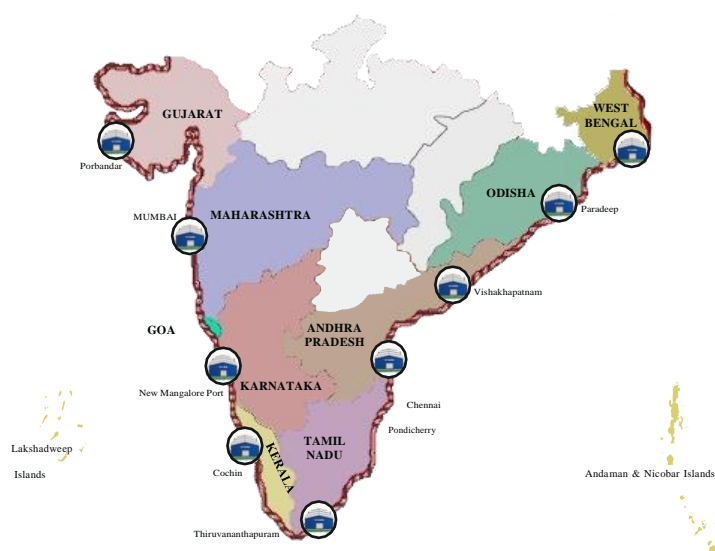 GUJARAT
WEST
BENGAL
Porbandar
ODISHA
MUMBAI
MAHARASHTRA
Paradeep
Vishakhapatnam
GOA
ANDHRA
PRADESH
New Mangalore Port
KARNATAKA
Chennai
Pondicherry
TAMIL
NADU
Lakshadweep
Islands
KERALA
Cochin
Andaman & Nicobar Islands
Thiruvananthapuram